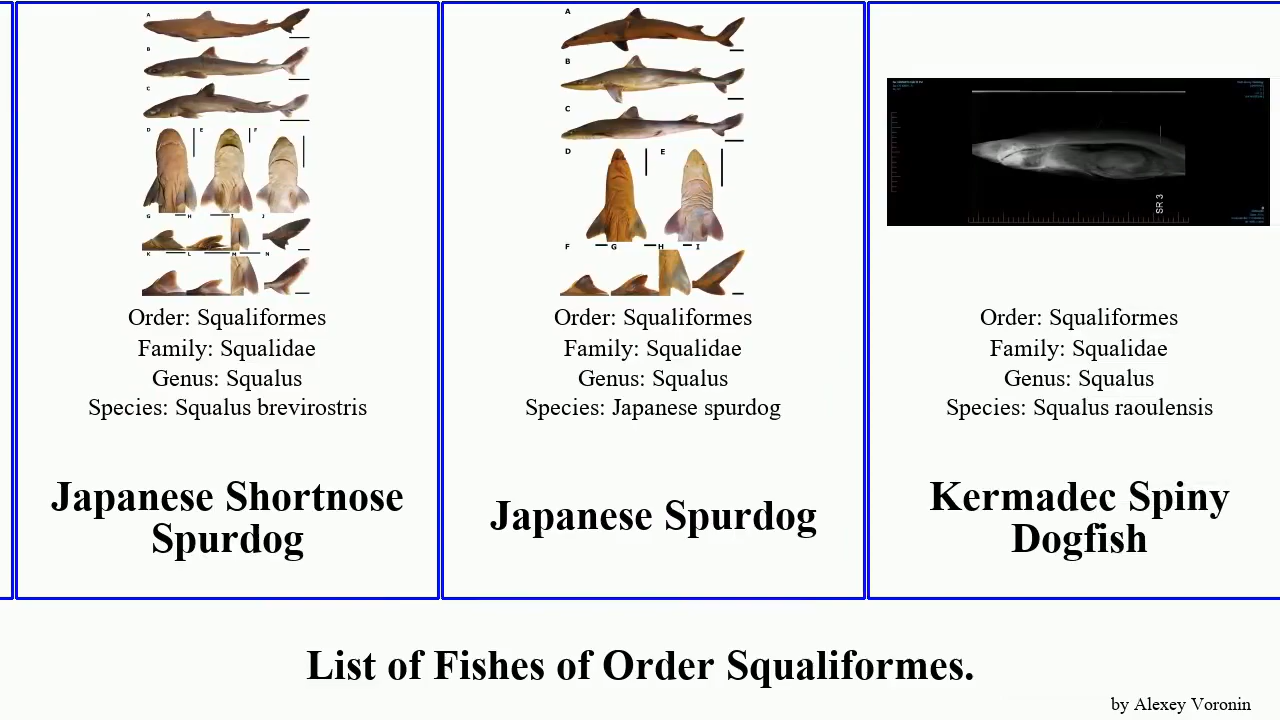 A
B
C
D E F
G H I J
K L M N
Order: Squaliformes
Family: Squalidae
Genus: Squalus
Species: Squalus brevirostris
Japanese Shortnose
Spurdog
A
B
C
D E
F G H I
Order: Squaliformes
Family: Squalidae
Genus: Squalus
Species: Japanese spurdog
Japanese Spurdog
SR 3
Order: Squaliformes
Family: Squalidae
Genus: Squalus
Species: Squalus raoulensis
Kermadec Spiny
Dogfish
List of Fishes of Order Squaliformes.
by Alexey Voronin